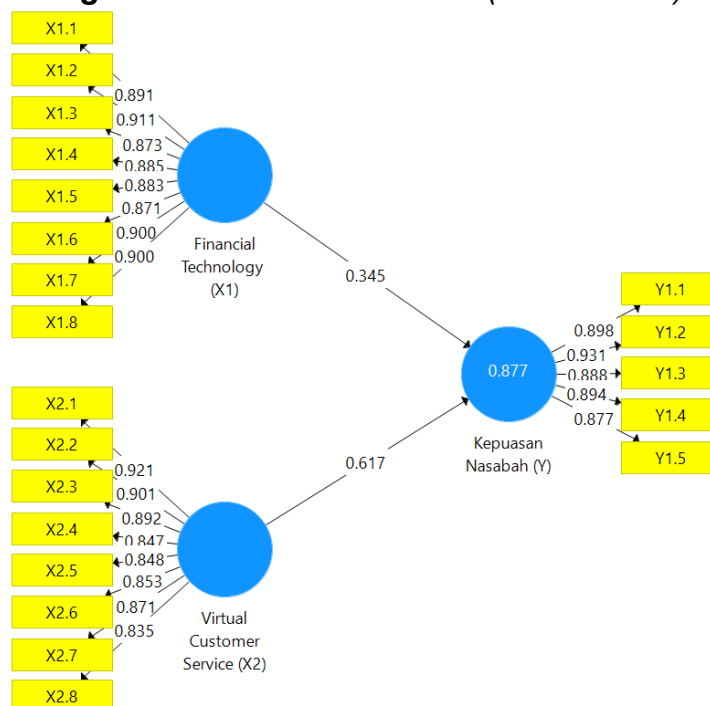 X1.1
X1.2
X1.3
X1.4
X1.5
X1.6
X1.7
X1.8
0.891
0.911
0.873
0.885
0.883
0.871
0.900
0.900
Financial
Technology
(X1)
0.345
X2.1
X2.2
X2.3
X2.4
X2.5
X2.6
X2.7
X2.8
0.921
0.901
0.892
0.847
0.848
0.853
0.871
0.835
Virtual
Customer
Service (X2)
0.617
0.877
Kepuasan
Nasabah (Y)
0.898
0.931
0.888
0.894
0.877
Y1.1
Y1.2
Y1.3
Y1.4
Y1.5